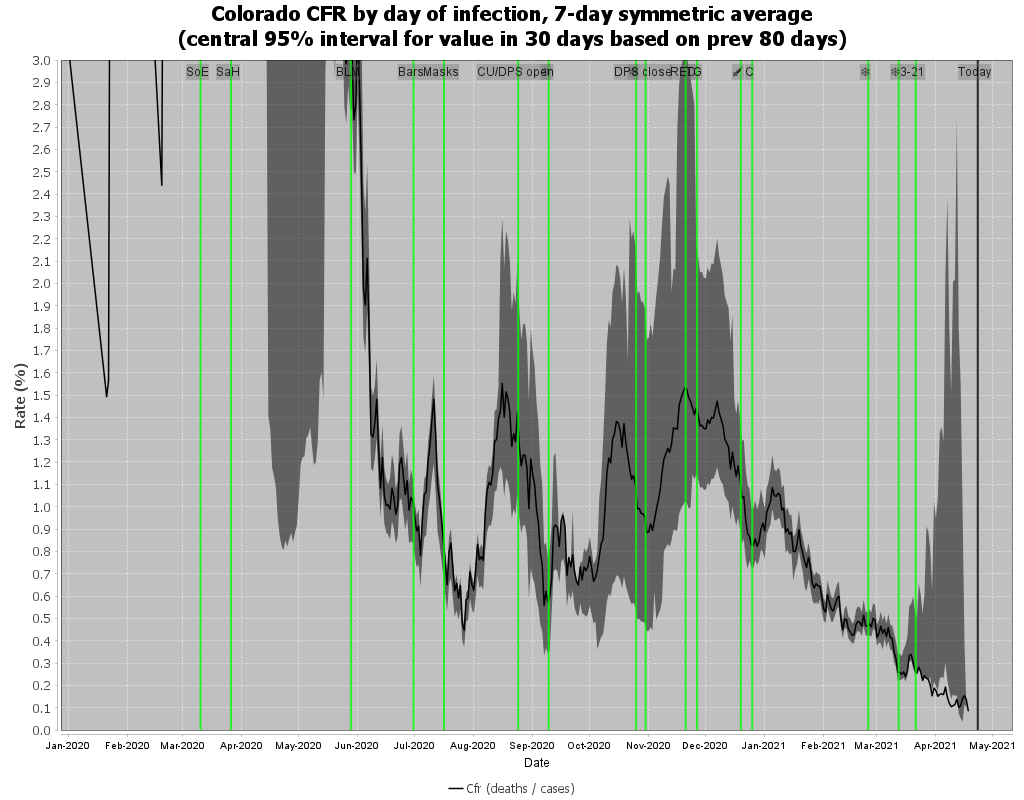 Colorado CFR by day of infection, 7-day symmetric average
(central 95% interval for value in 30 days based on prev 80 days)
3.0
2.9
2.8
2.7
2.6
2.5
2.4
2.3
2.2
2.1
2.0
1.9
1.8
1.7
1.6
1.5
1.4
1.3
1.2
1.1
1.0
0.9
0.8
0.7
0.6
0.5
0.4
0.3
0.2
0.1
0.0
Rate (%)
SoE
SaH
BLM
Bars
Masks
CU/DPS open
close
C
3-21
Today
Jan-2020
Feb-2020
Mar-2020
Apr-2020
May-2020
Jun-2020
Jul-2020
Aug-2020
Sep-2020
Oct-2020
Nov-2020
Dec-2020
Jan-2021
Feb-2021
Mar-2021
Apr-2021
May-2021
Date
Cfr (deaths / cases)